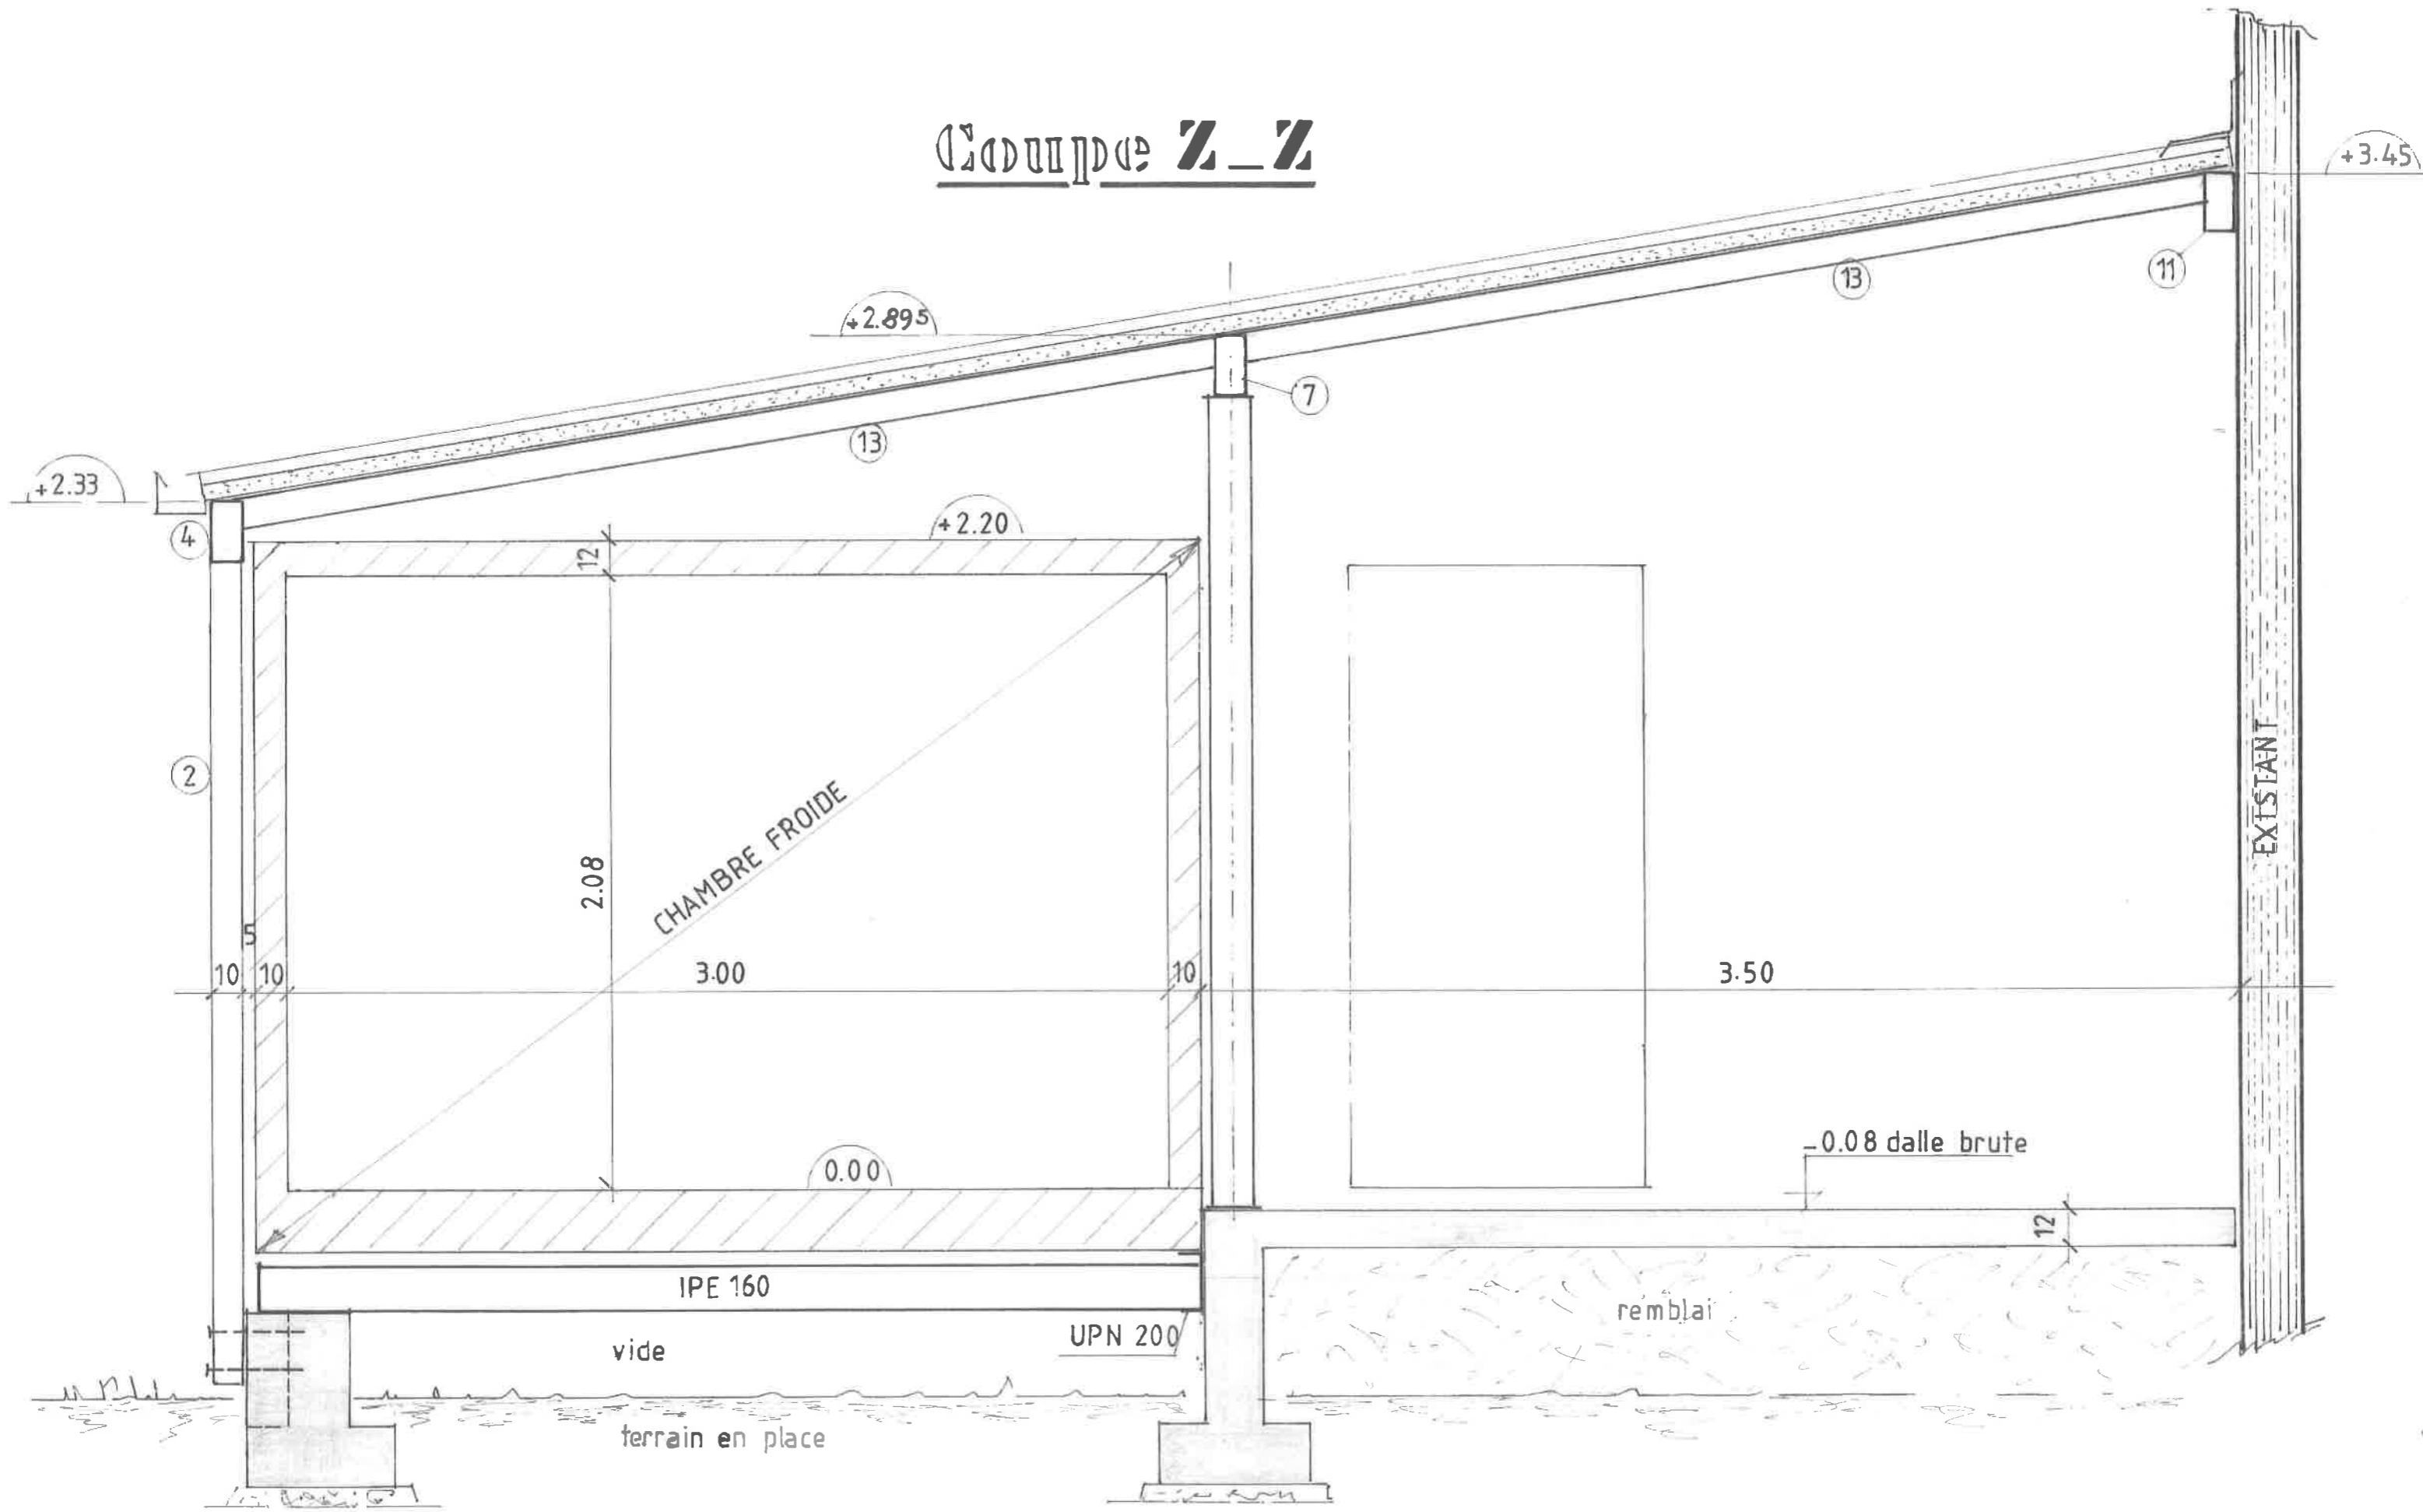 Coupe Z_Z
+3.45
11
13
+2.895
7
13
+2.33
4
+2.20
12
2
CHAMBRE FROIDE
2.08
EXISTANT
5
10
10
3.00
10
3.50
-0.08 dalle brute
0.00
12
IPE 160
remblai
UPN 200
vide
terrain en place